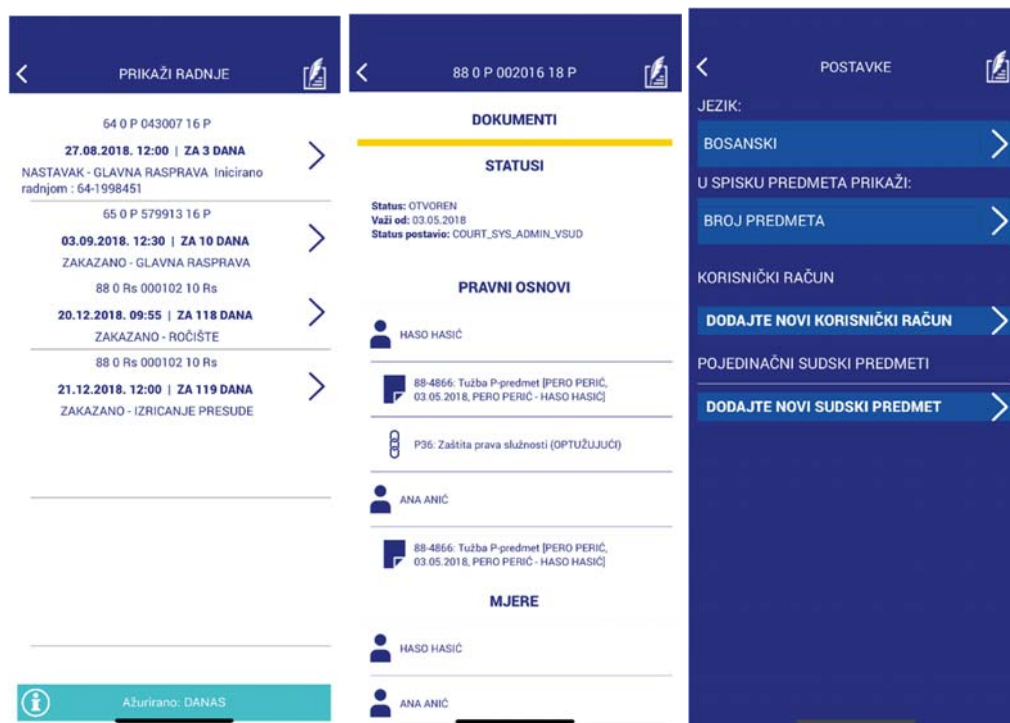 PRIKAŽI RADNJE
64 0 P 043007 16 P
27.08.2018. 12:00 | ZA 3 DANA
NASTAVAK - GLAVNA RASPRAVA Inicirano
radnjom : 64-1998451
65 0 P 579913 16 P
03.09.2018. 12:30 | ZA 10 DANA
ZAKAZANO - GLAVNA RASPRAVA
88 0 Rs 000102 10 Rs
20.12.2018. 09:55 | ZA 118 DANA
ZAKAZANO - ROČIŠTE
88 0 Rs 000102 10 Rs
21.12.2018. 12:00 | ZA 119 DANA
ZAKAZANO - IZRICANJE PRESUDE
Ažurirano: DANAS
88 0 P 002016 18 P
DOKUMENTI
STATUSI
Status: OTVOREN
Važi od: 03.05.2018
Status postavio: COURT_SYS_ADMIN_VSUD
PRAVNI OSNOVI
HASO HASIĆ
88-4866: Tužba P-predmet [PERO PERIĆ,
03.05.2018, PERO PERIĆ - HASO HASIĆ]
P36: Zaštita prava služnosti (OPTUŽUJUĆI)
ANA ANIĆ
88-4866: Tužba P-predmet [PERO PERIĆ,
03.05.2018, PERO PERIĆ - HASO HASIĆ]
MJERE
HASO HASIĆ
ANA ANIĆ
POSTAVKE
JEZIK:
BOSANSKI
U SPISKU PREDMETA PRIKAŽI:
BROJ PREDMETA
KORISNIČKI RAČUN
DODAJTE NOVI KORISNIČKI RAČUN
POJEDINAČNI SUDSKI PREDMETI
DODAJTE NOVI SUDSKI PREDMET